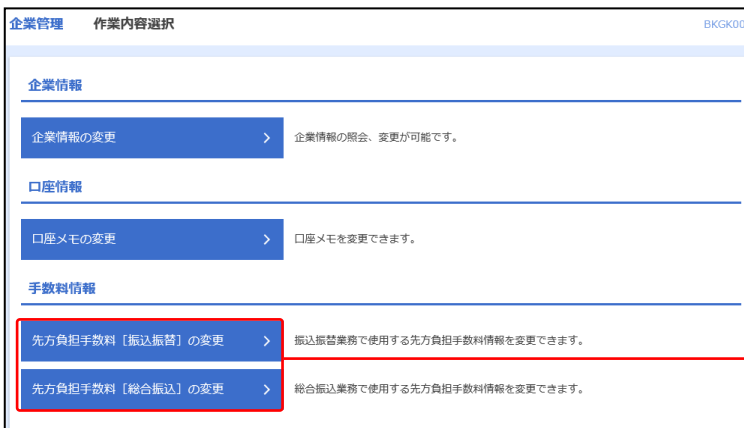 企業管理 作業内容選択 BKGK00
企業情報
企業情報の変更 企業情報の照会、変更が可能です。
口座情報
口座メモの変更 口座メモを変更できます。
手数料情報
先方負担手数料［振込振替］の変更 振込振替業務で使用する先方負担手数料情報を変更できます。
先方負担手数料［総合振込］の変更 総合振込業務で使用する先方負担手数料情報を変更できます。